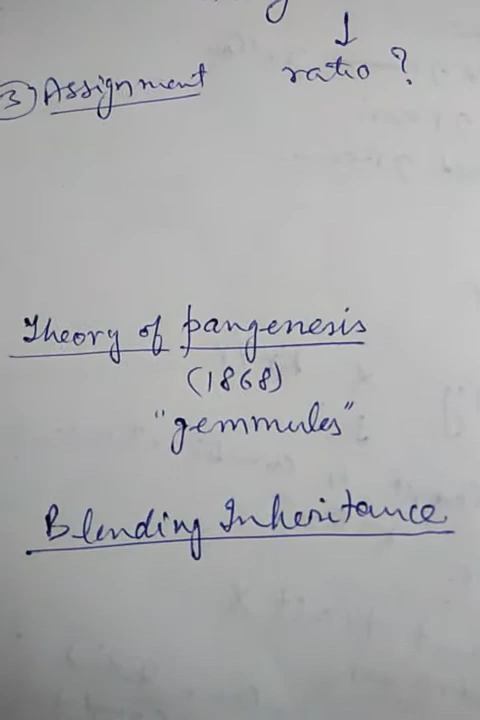 ↓
③ Assignment ratio ?
Theory of pangenesis
(1868)
"gemmules"
Blending Inheritance